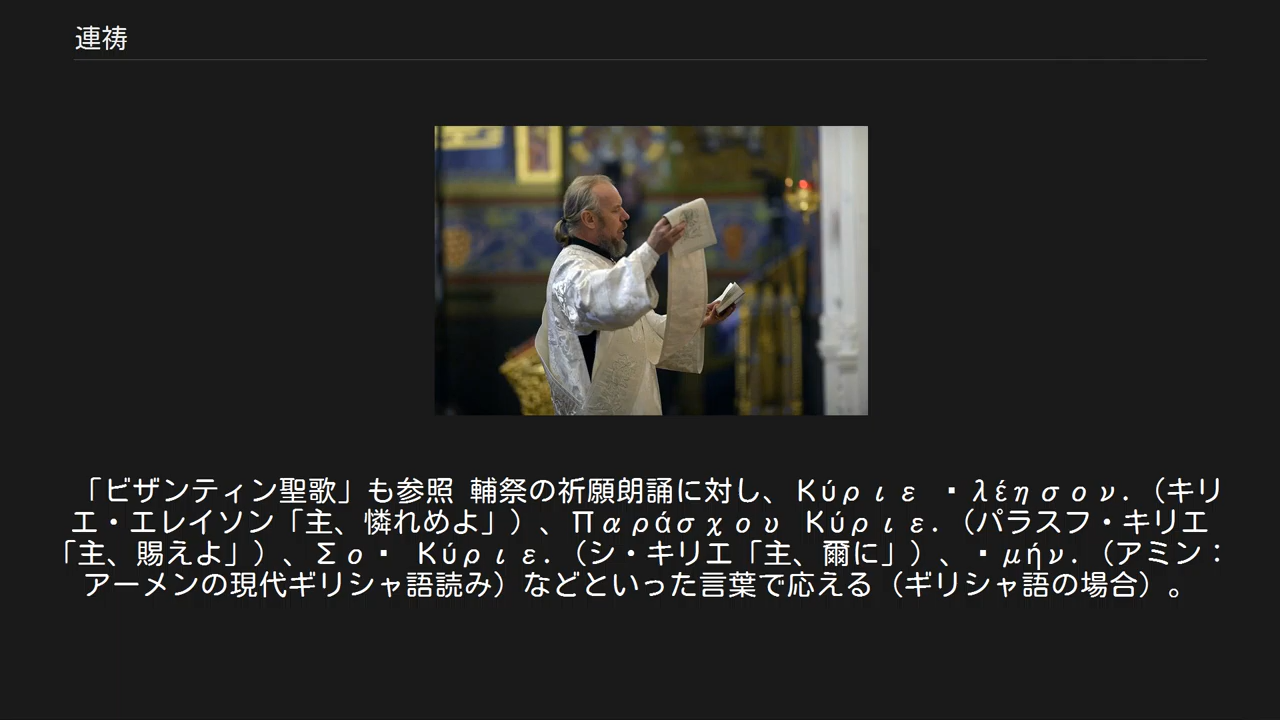 連祷
「ビザンティン聖歌」も参照 輔祭の祈願朗誦に対し、Κύριε ▪λέησον.（キリ
エ・エレイソン「主、憐れめよ」）、Παράσχου Κύριε.（パラスフ・キリエ
「主、賜えよ」）、Σο▪ Κύριε.（シ・キリエ「主、爾に」）、▪μήν.（アミン：
アーメンの現代ギリシャ語読み）などといった言葉で応える（ギリシャ語の場合）。